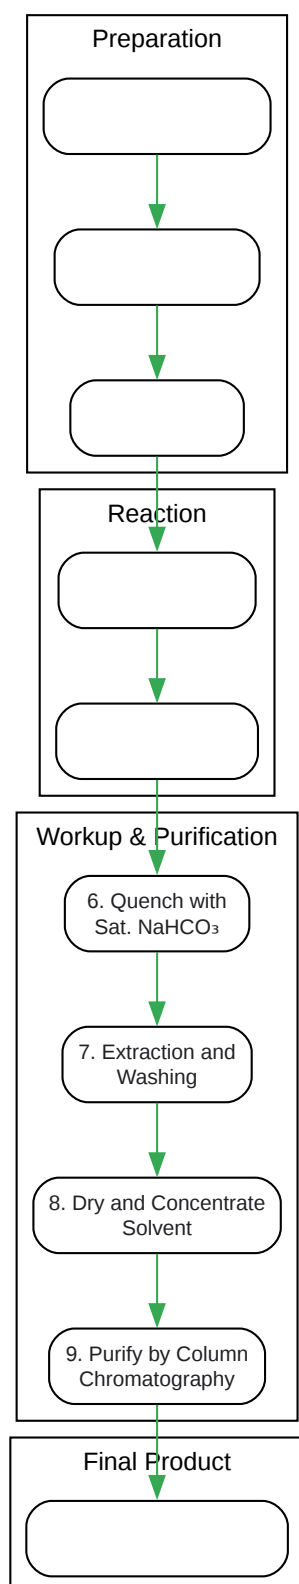 Preparation
Reaction
Workup & Purification
6. Quench with
Sat. NaHCO₃
7. Extraction and
Washing
8. Dry and Concentrate
Solvent
9. Purify by Column
Chromatography
Final Product